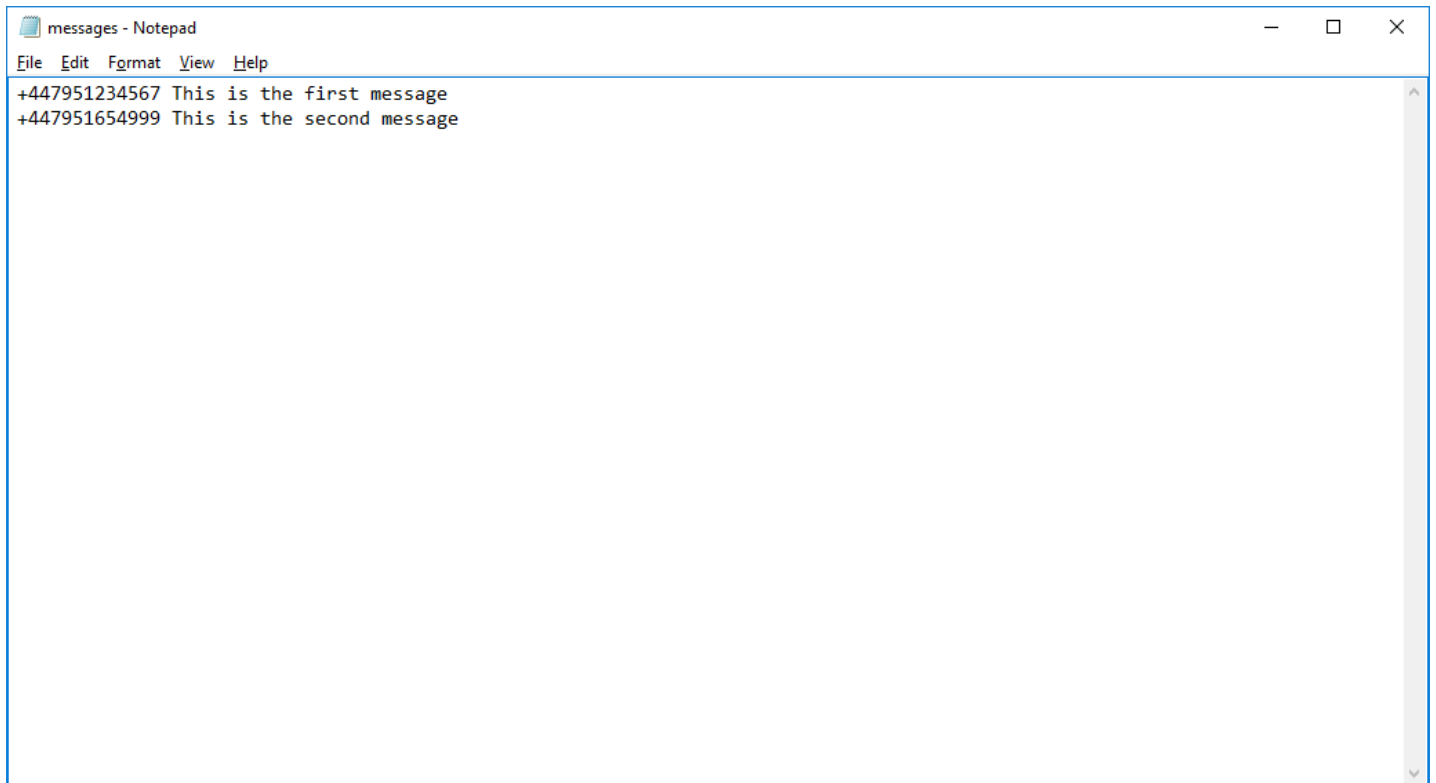 messages - Notepad
File Edit Format View Help
+447951234567 This is the first message
+447951654999 This is the second message